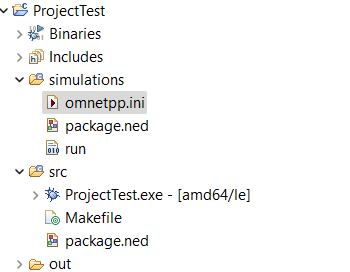 ProjectTest
Binaries
Includes
simulations
omnetpp.ini
package.ned
run
src
ProjectTest.exe - [amd64/le]
Makefile
package.ned
out